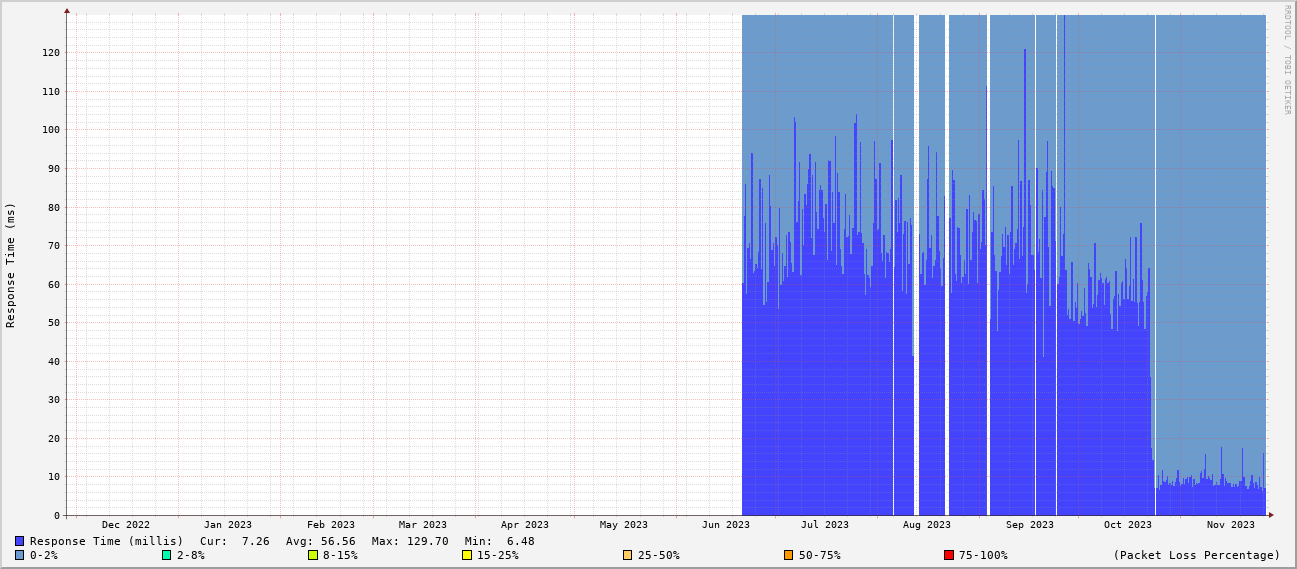 RRDTOOL / TOBI OETIKER
Response Time (ms)
120
110
100
90
80
70
60
50
40
30
20
10
0
Dec 2022 Jan 2023 Feb 2023 Mar 2023 Apr 2023 May 2023 Jun 2023 Jul 2023 Aug 2023 Sep 2023 Oct 2023 Nov 2023
Response Time (millis) Cur: 7.26 Avg: 56.56 Max: 129.70 Min: 6.48
0-2% 2-8% 8-15% 15-25% 25-50% 50-75% 75-100% (Packet Loss Percentage)